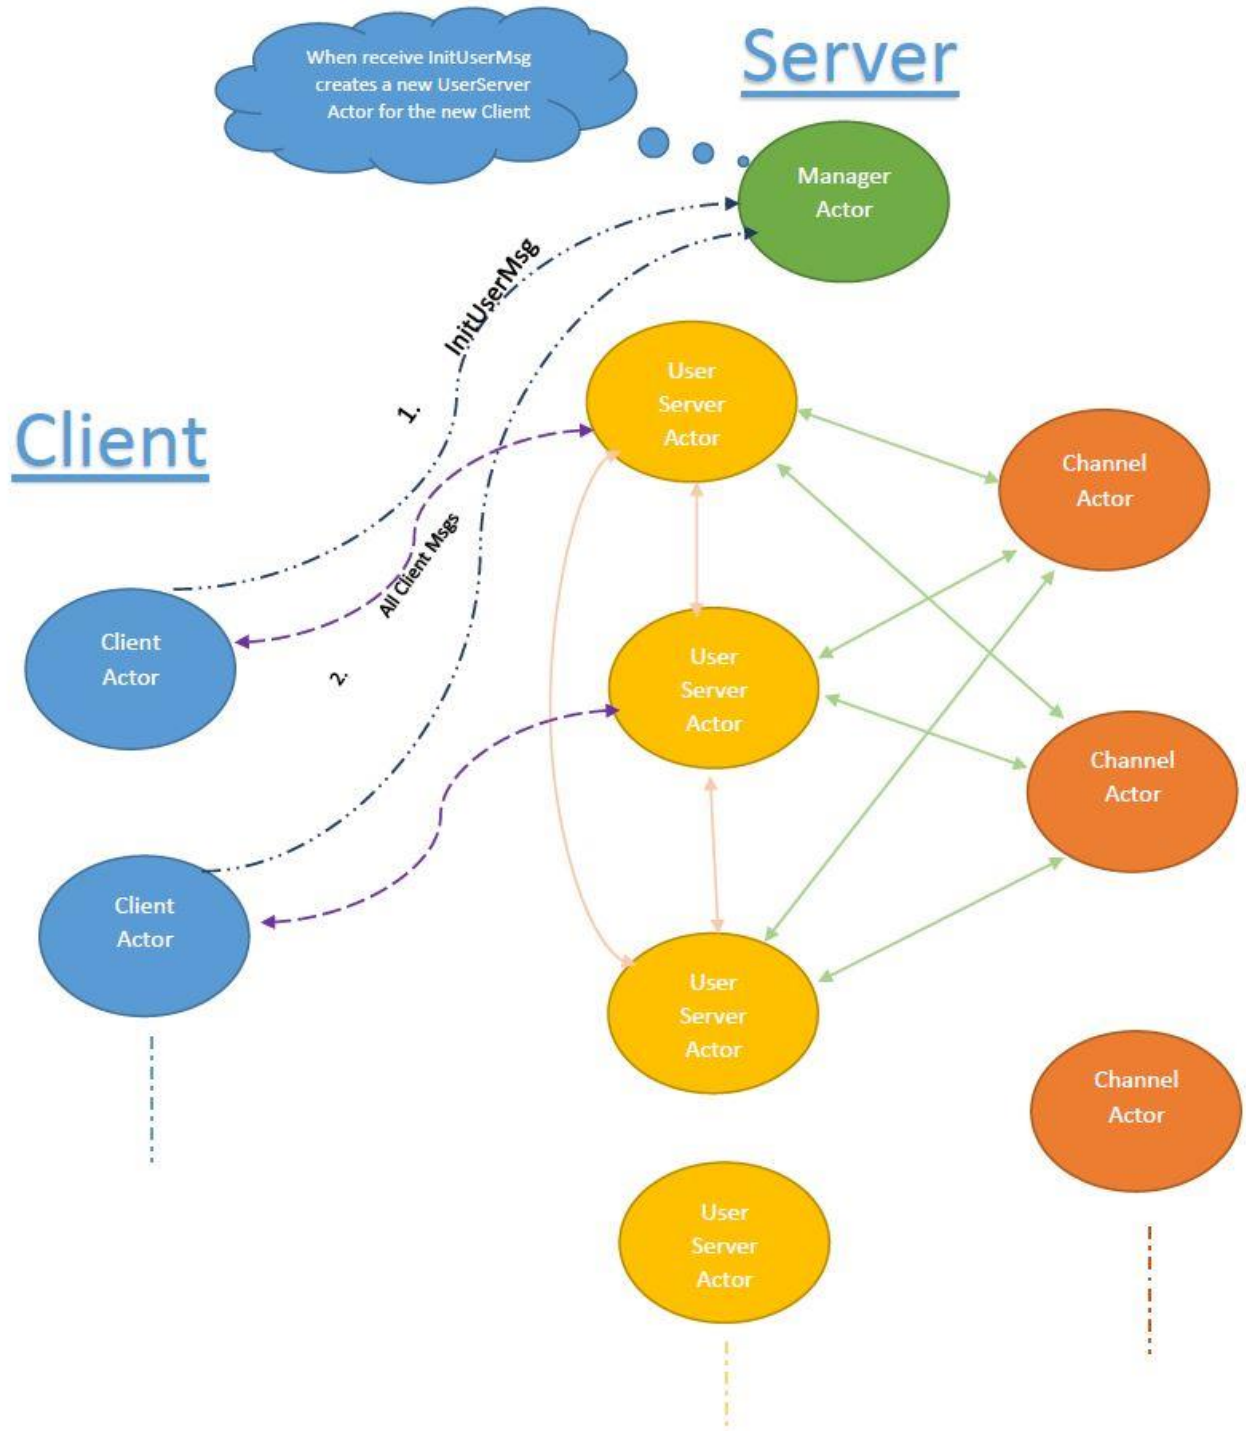 When receive InitUserMsg
creates a new UserServer
Actor for the new Client
Server
Manager
Actor
InitUserMsg
1.
User
Server
Actor
Client
Channel
Actor
All Client Msgs
2.
Client
Actor
User
Server
Actor
Channel
Actor
Client
Actor
User
Server
Actor
Channel
Actor
User
Server
Actor